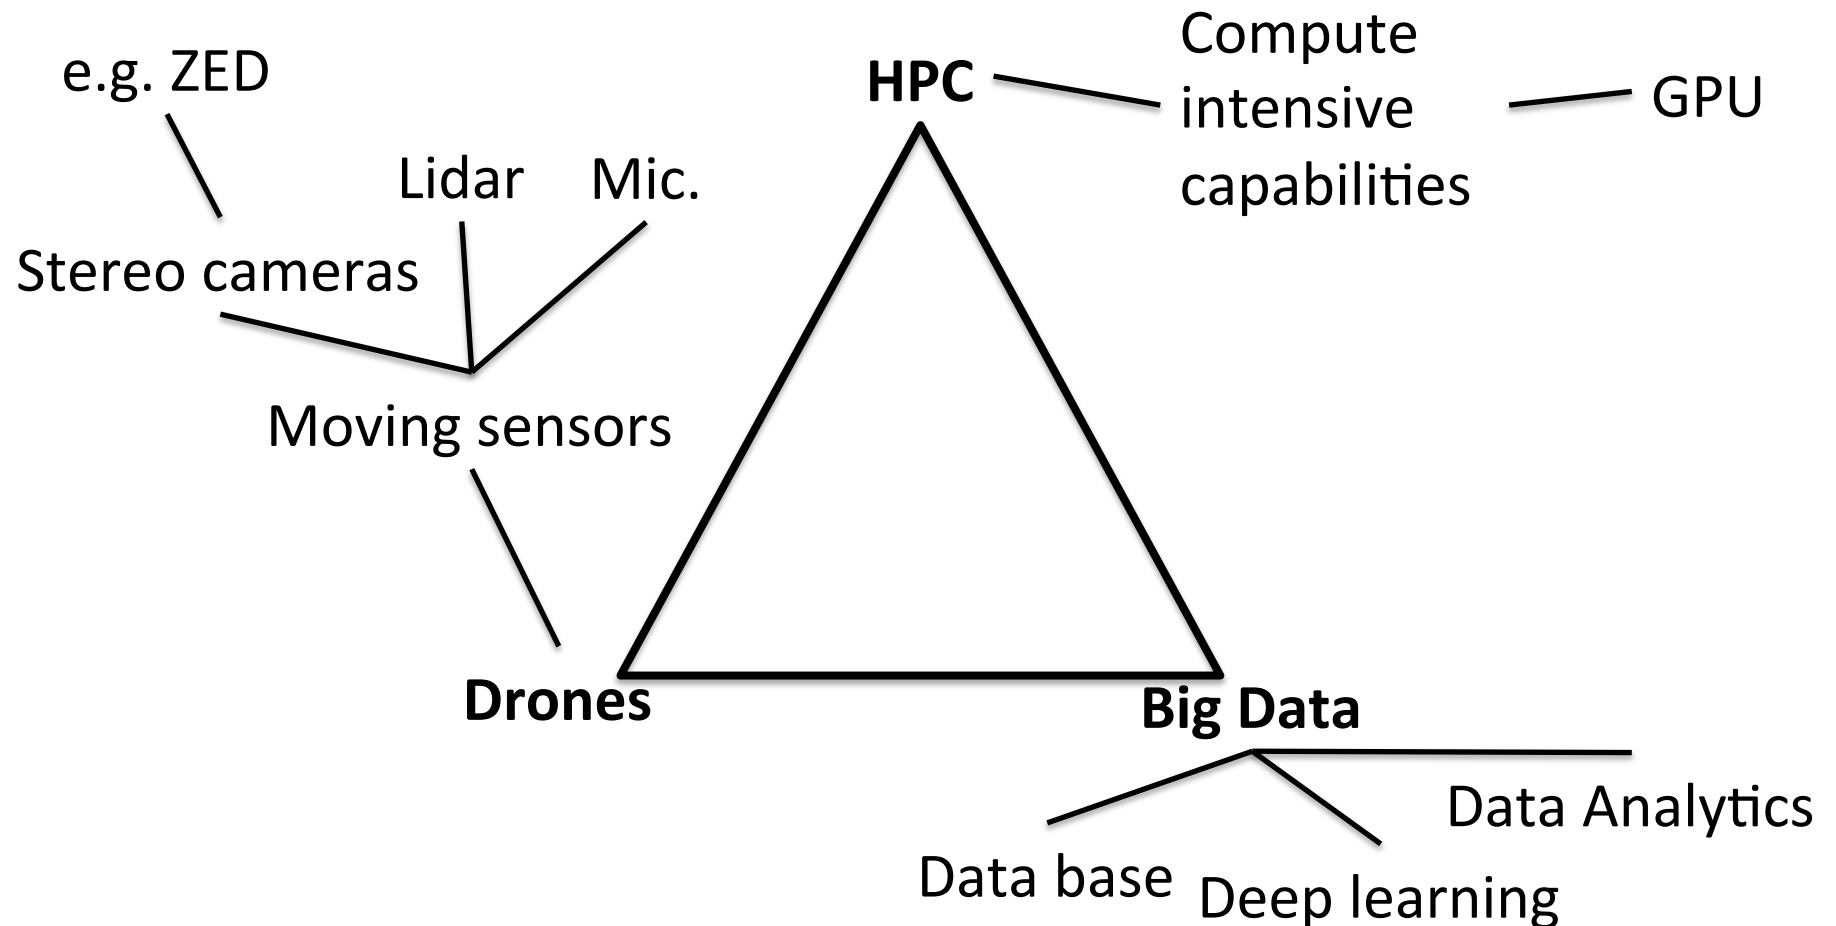 e.g. ZED
HPC
Compute
intensive
capabilities
GPU
Lidar
Mic.
Stereo cameras
Moving sensors
Drones
Big Data
Data Analytics
Data base
Deep learning